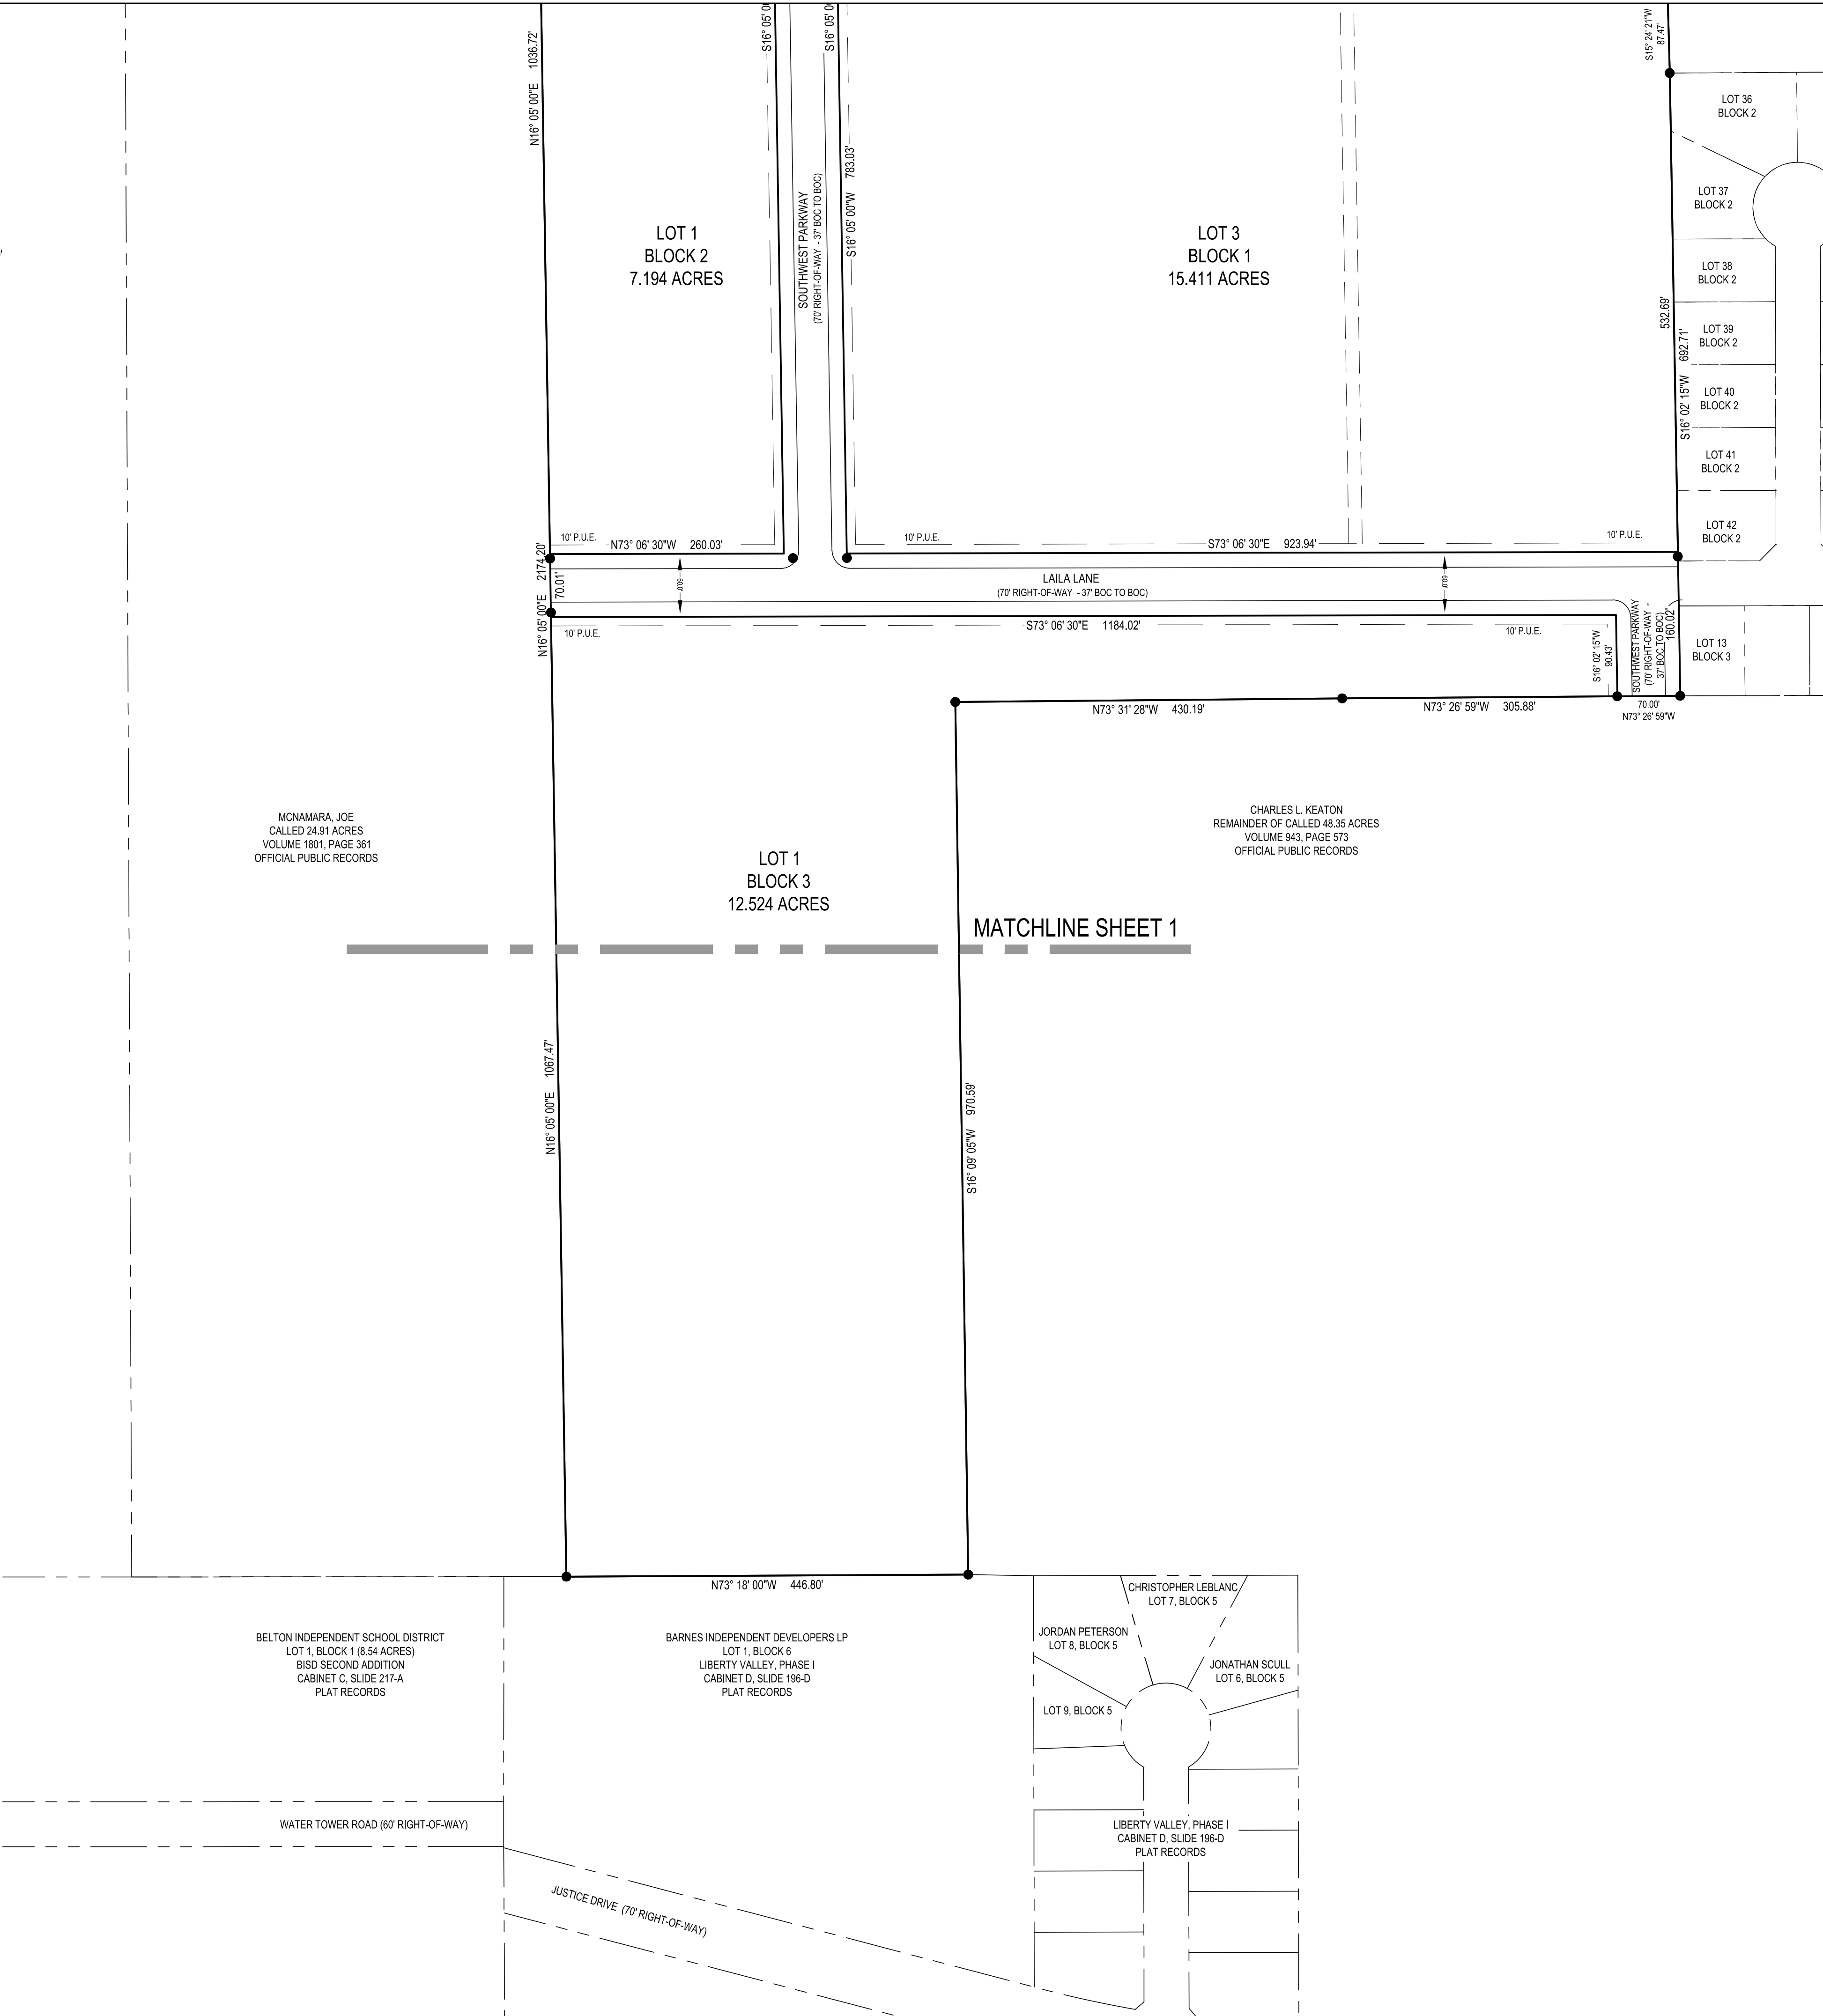 N16° 05' 00"E 1036.72'
S16° 05' 0
S16° 05' 0
S15° 24' 21"W
87.47'
LOT 36
BLOCK 2
LOT 37
BLOCK 2
LOT 1
BLOCK 2
7.194 ACRES
SOUTHWEST PARKWAY
(70' RIGHT-OF-WAY - 37' BOC TO BOC)
S16° 05' 00"W 783.03'
LOT 3
BLOCK 1
15.411 ACRES
LOT 38
BLOCK 2
532.69'
S16° 02' 15"W 692.71'
LOT 39
BLOCK 2
LOT 40
BLOCK 2
LOT 41
BLOCK 2
LOT 42
BLOCK 2
10' P.U.E.
N73° 06' 30"W 260.03'
10' P.U.E.
S73° 06' 30"E 923.94'
10' P.U.E.
N16° 05' 00"E 2174.20'
70.01'
60.0'
LAILA LANE
(70' RIGHT-OF-WAY - 37' BOC TO BOC)
60.0'
10' P.U.E.
S73° 06' 30"E 1184.02'
10' P.U.E.
S16° 02' 15"W
90.43'
SOUTHWEST PARKWAY
(70' RIGHT-OF-WAY -
37' BOC TO BOC)
160.02'
LOT 13
BLOCK 3
N73° 31' 28"W 430.19'
N73° 26' 59"W 305.88'
70.00'
N73° 26' 59"W
MCNAMARA, JOE
CALLED 24.91 ACRES
VOLUME 1801, PAGE 361
OFFICIAL PUBLIC RECORDS
CHARLES L. KEATON
REMAINDER OF CALLED 48.35 ACRES
VOLUME 943, PAGE 573
OFFICIAL PUBLIC RECORDS
LOT 1
BLOCK 3
12.524 ACRES
MATCHLINE SHEET 1
N16° 05' 00"E 1067.47'
S16° 09' 05"W 970.59'
N73° 18' 00"W 446.80'
BELTON INDEPENDENT SCHOOL DISTRICT
LOT 1, BLOCK 1 (8.54 ACRES)
BISD SECOND ADDITION
CABINET C, SLIDE 217-A
PLAT RECORDS
BARNES INDEPENDENT DEVELOPERS LP
LOT 1, BLOCK 6
LIBERTY VALLEY, PHASE I
CABINET D, SLIDE 196-D
PLAT RECORDS
CHRISTOPHER LEBLANC
LOT 7, BLOCK 5
JORDAN PETERSON
LOT 8, BLOCK 5
JONATHAN SCULL
LOT 6, BLOCK 5
LOT 9, BLOCK 5
WATER TOWER ROAD (60' RIGHT-OF-WAY)
LIBERTY VALLEY, PHASE I
CABINET D, SLIDE 196-D
PLAT RECORDS
JUSTICE DRIVE (70' RIGHT-OF-WAY)